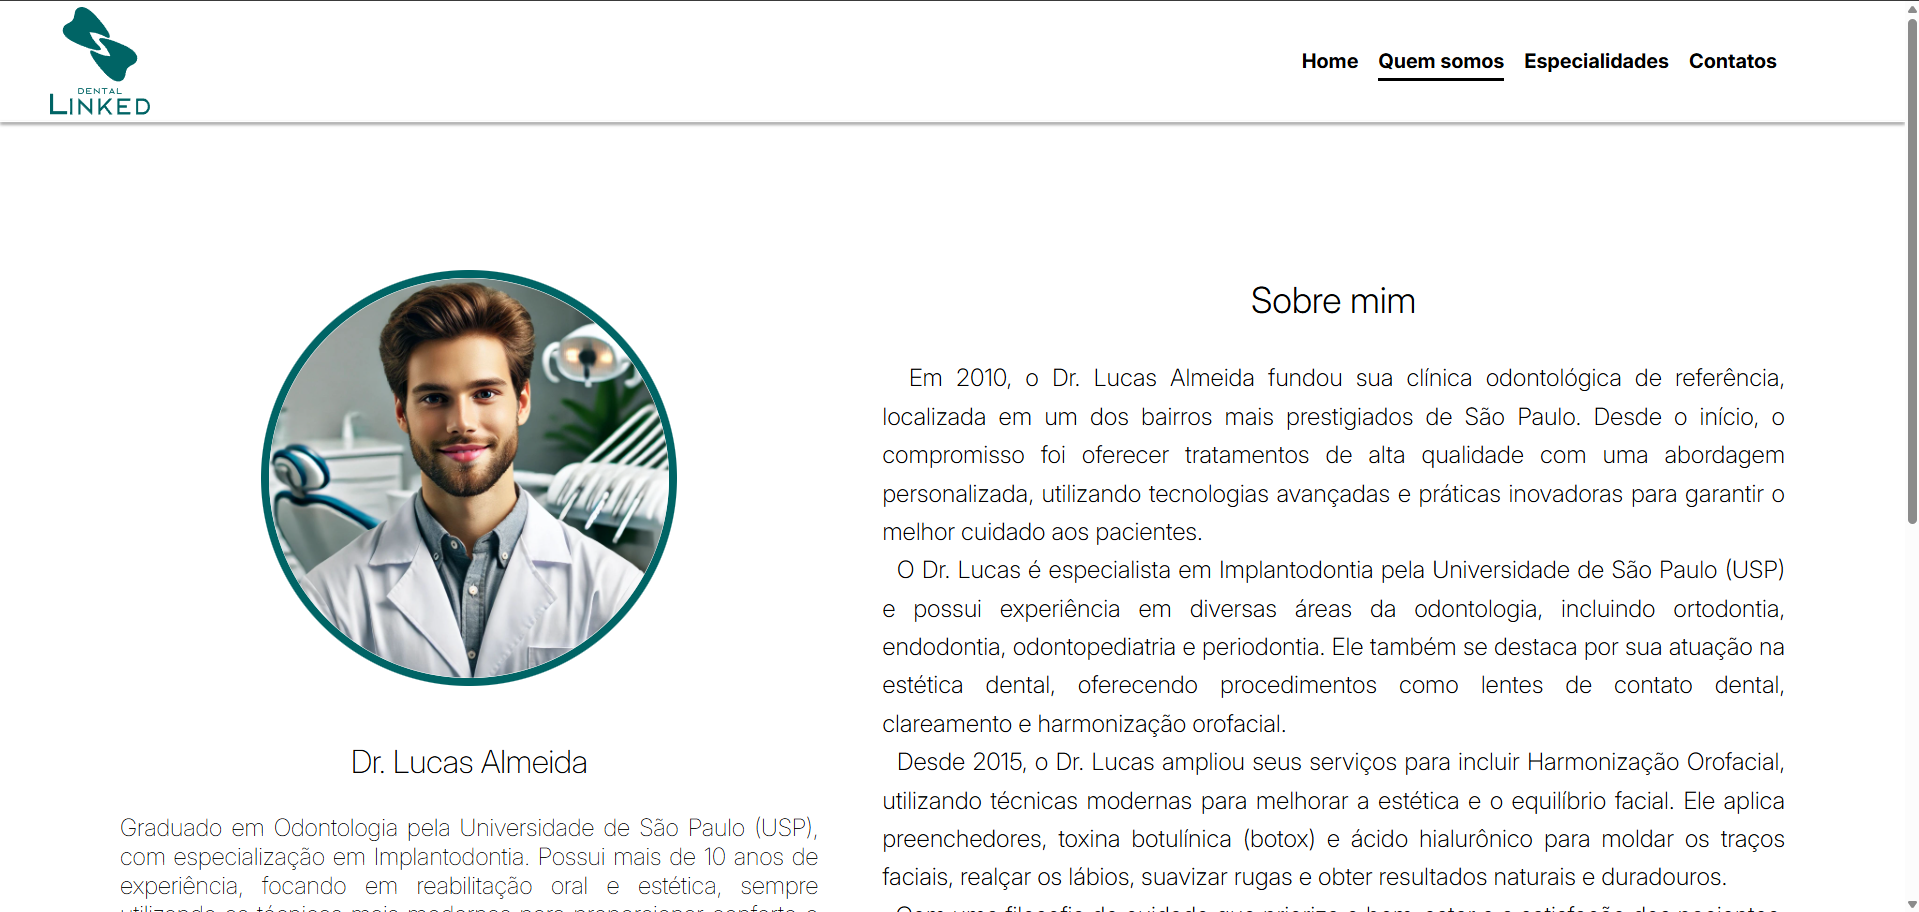 DENTAL
LINKED
Home Quem somos Especialidades Contatos
Dr. Lucas Almeida
Graduado em Odontologia pela Universidade de São Paulo (USP),
com especialização em Implantodontia. Possui mais de 10 anos de
experiência, focando em reabilitação oral e estética, sempre
Sobre mim
Em 2010, o Dr. Lucas Almeida fundou sua clínica odontológica de referência,
localizada em um dos bairros mais prestigiados de São Paulo. Desde o início, o
compromisso foi oferecer tratamentos de alta qualidade com uma abordagem
personalizada, utilizando tecnologias avançadas e práticas inovadoras para garantir o
melhor cuidado aos pacientes.
O Dr. Lucas é especialista em Implantodontia pela Universidade de São Paulo (USP)
e possui experiência em diversas áreas da odontologia, incluindo ortodontia,
endodontia, odontopediatria e periodontia. Ele também se destaca por sua atuação na
estética dental, oferecendo procedimentos como lentes de contato dental,
clareamento e harmonização orofacial.
Desde 2015, o Dr. Lucas ampliou seus serviços para incluir Harmonização Orofacial,
utilizando técnicas modernas para melhorar a estética e o equilíbrio facial. Ele aplica
preenchedores, toxina botulínica (botox) e ácido hialurônico para moldar os traços
faciais, realçar os lábios, suavizar rugas e obter resultados naturais e duradouros.